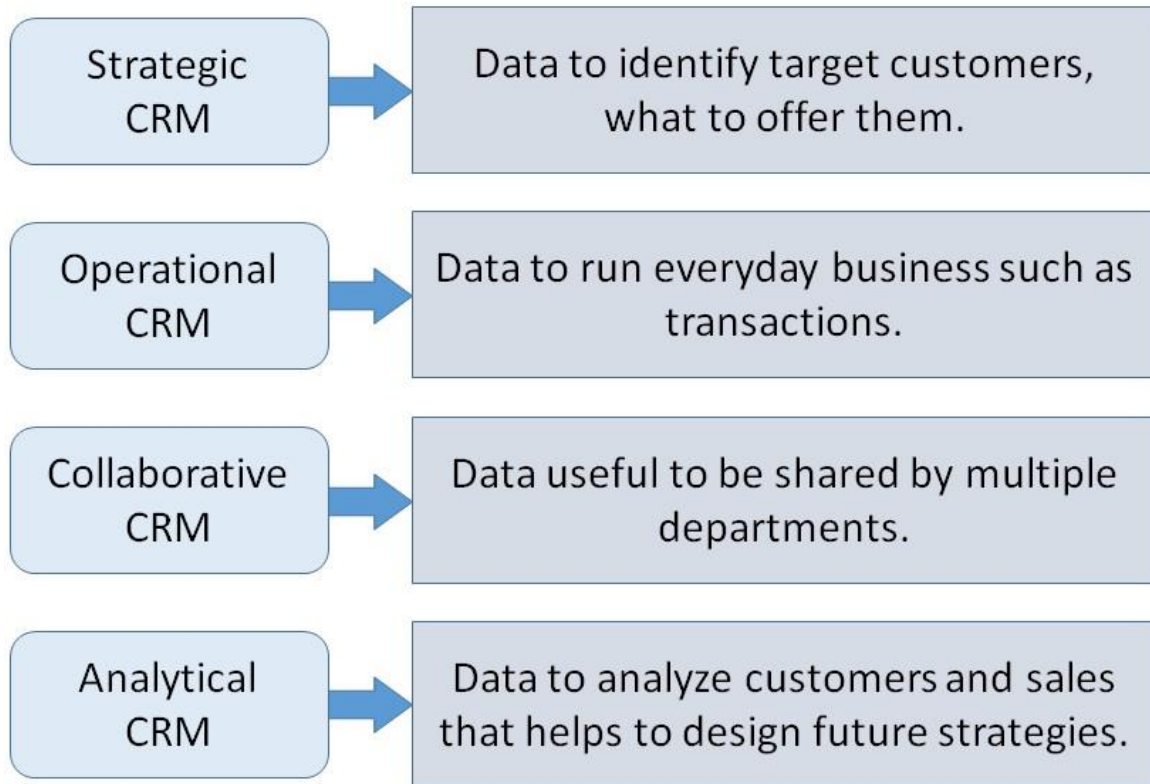 Strategic
CRM
Data to identify target customers,
what to offer them.
Operational
CRM
Data to run everyday business such as
transactions.
Collaborative
CRM
Data useful to be shared by multiple
departments.
Analytical
CRM
Data to analyze customers and sales
that helps to design future strategies.